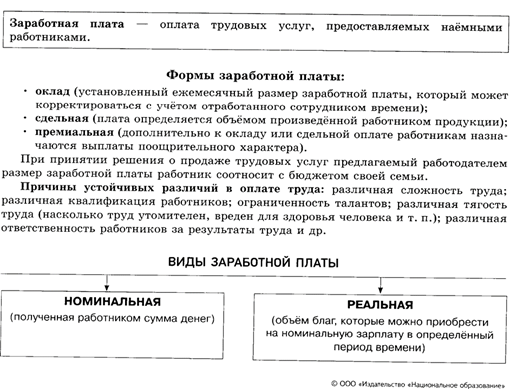 Заработная плата — оплата трудовых услуг, предоставляемых наёмными
работниками.
Формы заработной платы:
• оклад (установленный ежемесячный размер заработной платы, который может
корректироваться с учётом отработанного сотрудником времени);
• сдельная (плата определяется объёмом произведённой работником продукции);
• премиальная (дополнительно к окладу или сдельной оплате работникам назна-
чаются выплаты поощрительного характера).
При принятии решения о продаже трудовых услуг предлагаемый работодателем
размер заработной платы работник соотносит с бюджетом своей семьи.
Причины устойчивых различий в оплате труда: различная сложность труда;
различная квалификация работников; ограниченность талантов; различная тягость
труда (насколько труд утомителен, вреден для здоровья человека и т. п.); различная
ответственность работников за результаты труда и др.
ВИДЫ ЗАРАБОТНОЙ ПЛАТЫ
НОМИНАЛЬНАЯ
(полученная работником сумма денег)
РЕАЛЬНАЯ
(объём благ, которые можно приобрести
на номинальную зарплату в определённый
период времени)
© ООО «Издательство «Национальное образование»